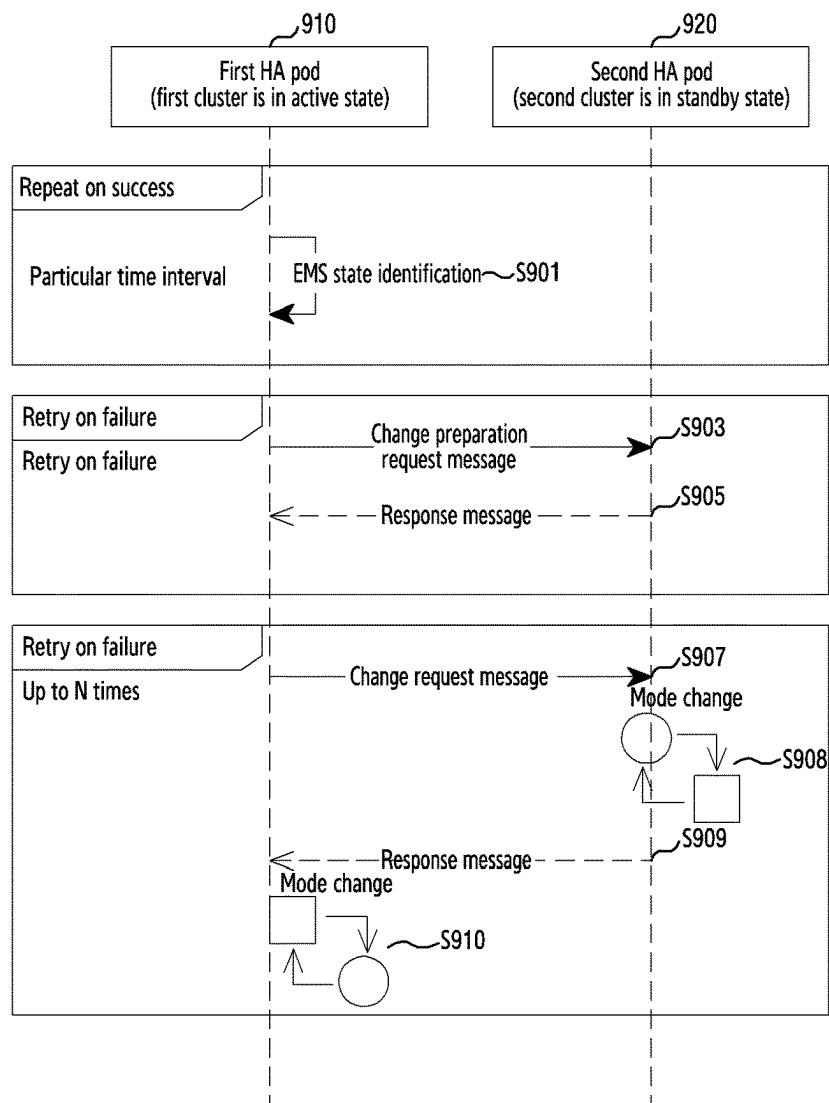 910
First HA pod
(first cluster is in active state)
920
Second HA pod
(second cluster is in standby state)
Repeat on success
Particular time interval
EMS state identification
S901
Retry on failure
Retry on failure
Change preparation
request message
S903
Response message
S905
Retry on failure
Up to N times
Change request message
S907
Mode change
S908
Response message
S909
Mode change
S910